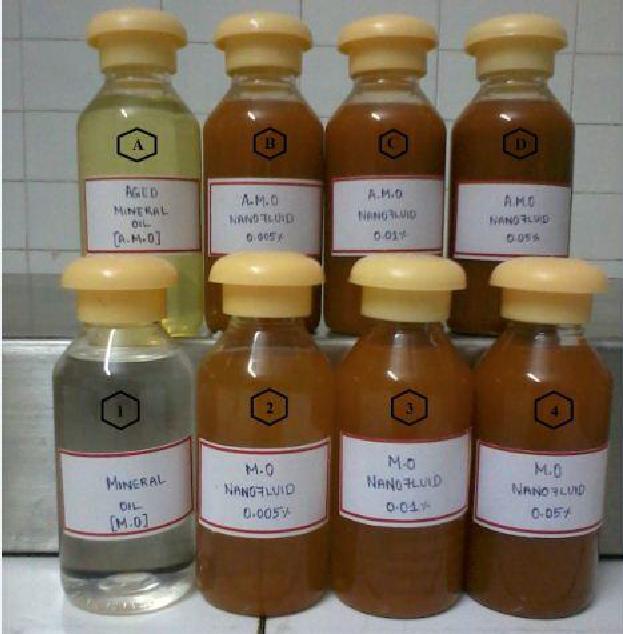 A
AGED
MINERAL
OIL
[A.M.O]
B
A.M.O
NANOFLUID
0.005%
C
A.M.O
NANOFLUID
0.01%
D
A.M.O
NANOFLUID
0.05%
1
MINERAL
OIL
[M.O]
2
M.O
NANOFLUID
0.005%
3
M.O
NANOFLUID
0.01%
4
M.O
NANOFLUID
0.05%